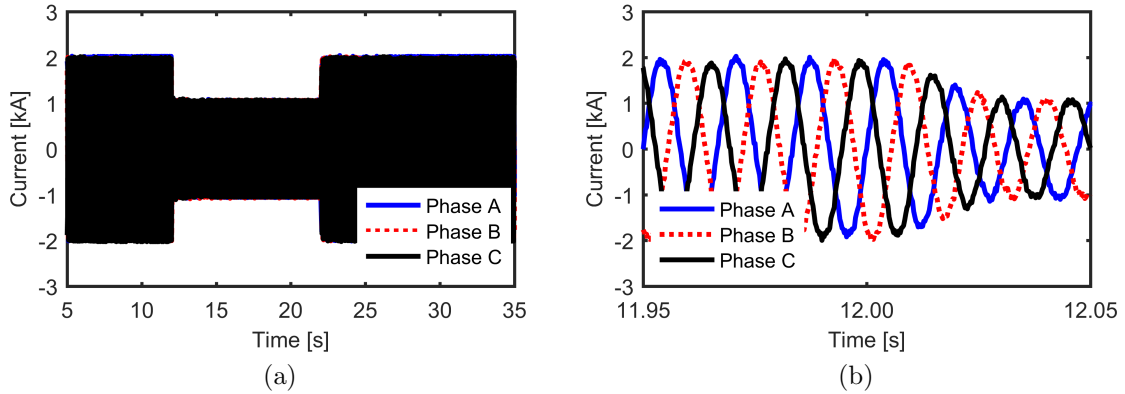 3
2
1
0
-1
-2
-3
Current [kA]
Phase A
Phase B
Phase C
5 10 15 20 25 30 35
Time [s]
(a)
3
2
1
0
-1
-2
-3
Current [kA]
Phase A
Phase B
Phase C
11.95 12.00 12.05
Time [s]
(b)